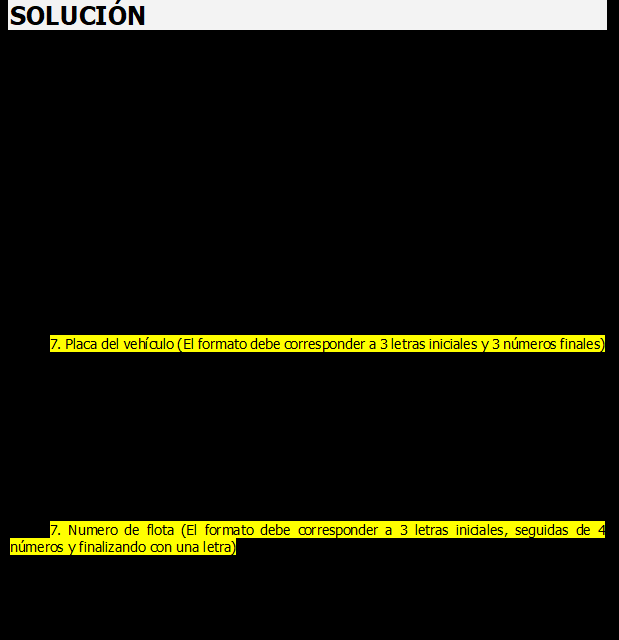 SOLUCIÓN
7. Placa del vehículo (El formato debe corresponder a 3 letras iniciales y 3 números finales)
7. Numero de flota (El formato debe corresponder a 3 letras iniciales, seguidas de 4
números y finalizando con una letra)